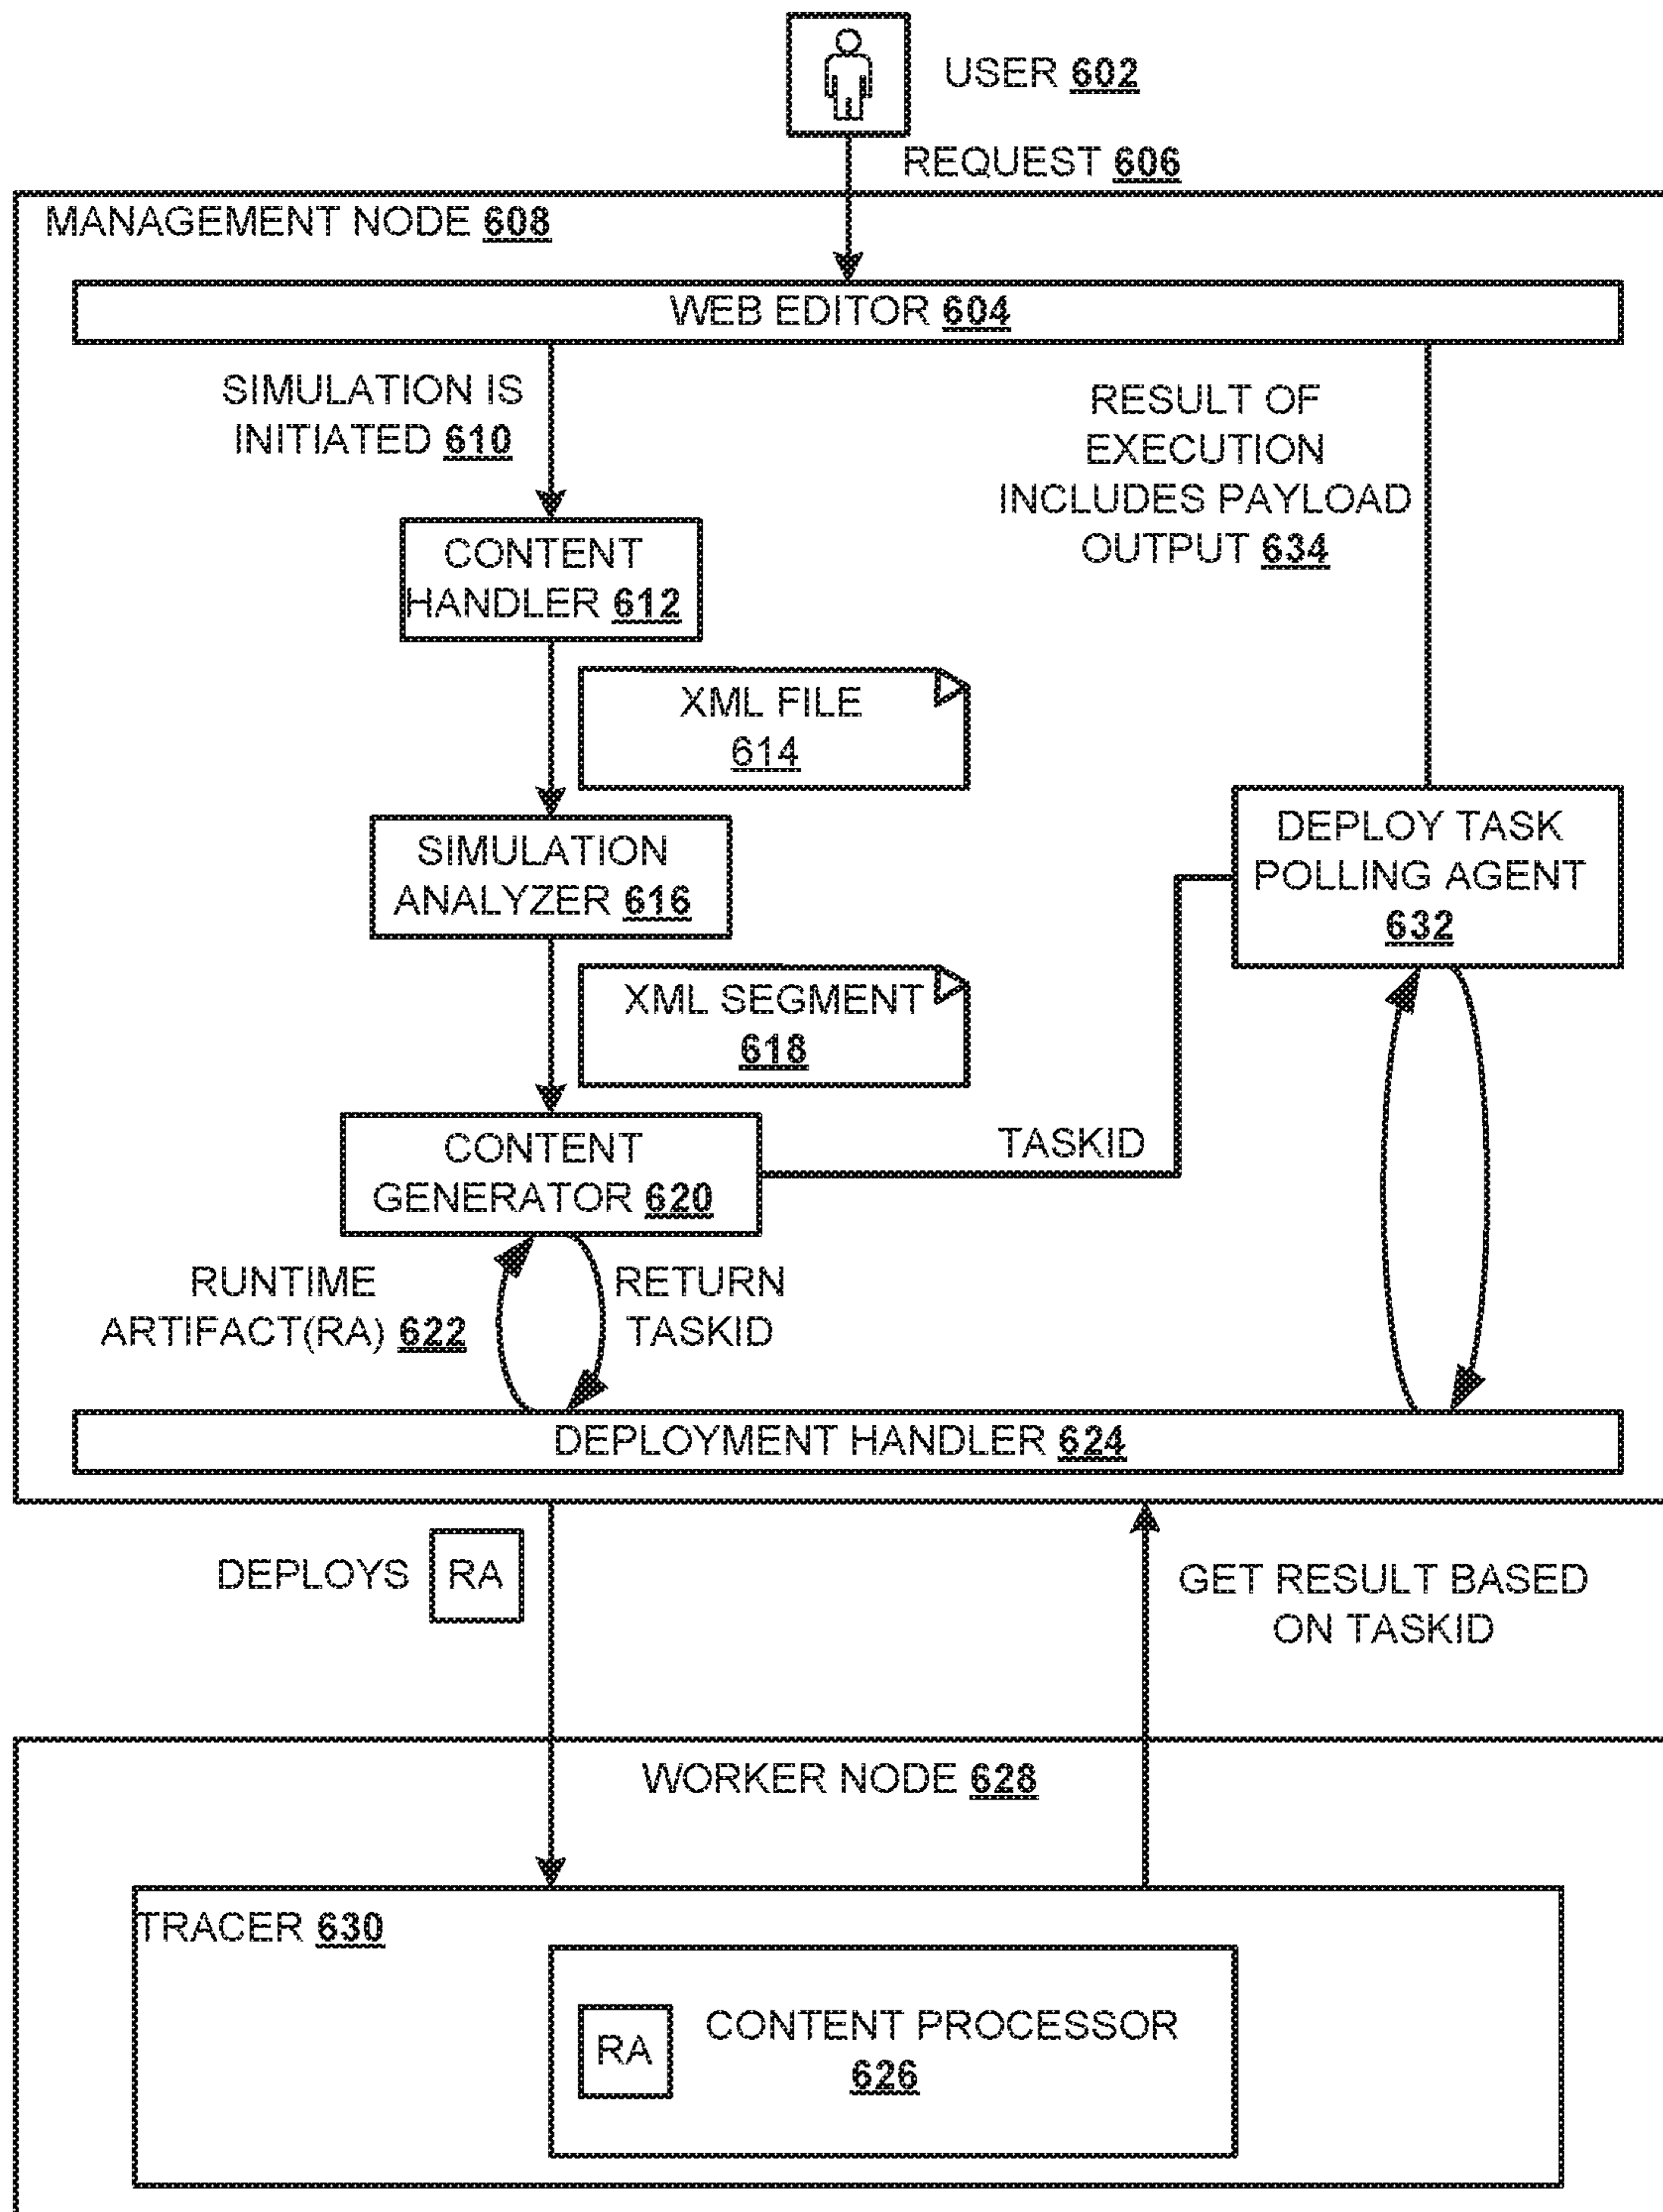 USER 602
REQUEST 606
MANAGEMENT NODE 608
WEB EDITOR 604
SIMULATION IS
INITIATED 610
RESULT OF
EXECUTION
INCLUDES PAYLOAD
OUTPUT 634
CONTENT
HANDLER 612
XML FILE
614
SIMULATION
ANALYZER 616
DEPLOY TASK
POLLING AGENT
632
XML SEGMENT
618
CONTENT
GENERATOR 620
TASKID
RUNTIME
ARTIFACT(RA) 622
RETURN
TASKID
DEPLOYMENT HANDLER 624
DEPLOYS RA
GET RESULT BASED
ON TASKID
WORKER NODE 628
TRACER 630
RA
CONTENT PROCESSOR
626